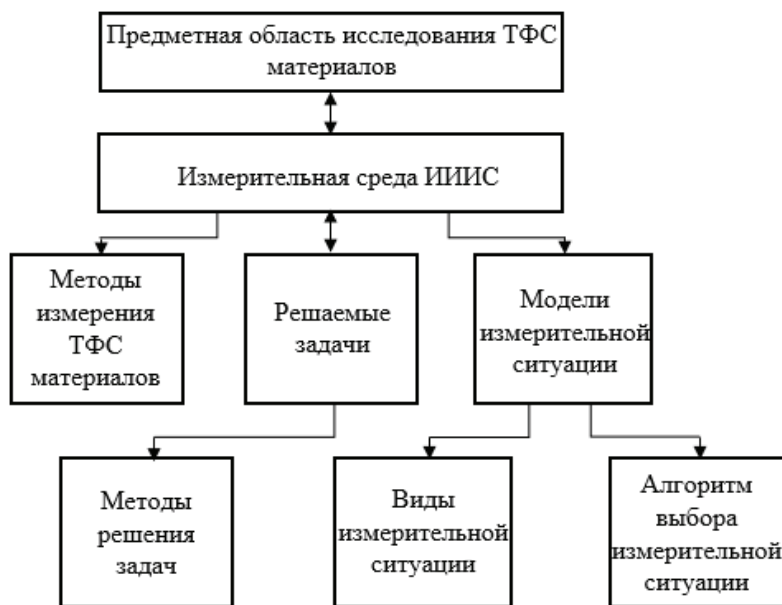 Предметная область исследования ТФС
материалов
Измерительная среда ИИИС
Методы
измерения
ТФС
материалов
Решаемые
задачи
Модели
измерительной
ситуации
Методы
решения
задач
Виды
измерительной
ситуации
Алгоритм
выбора
измерительной
ситуации